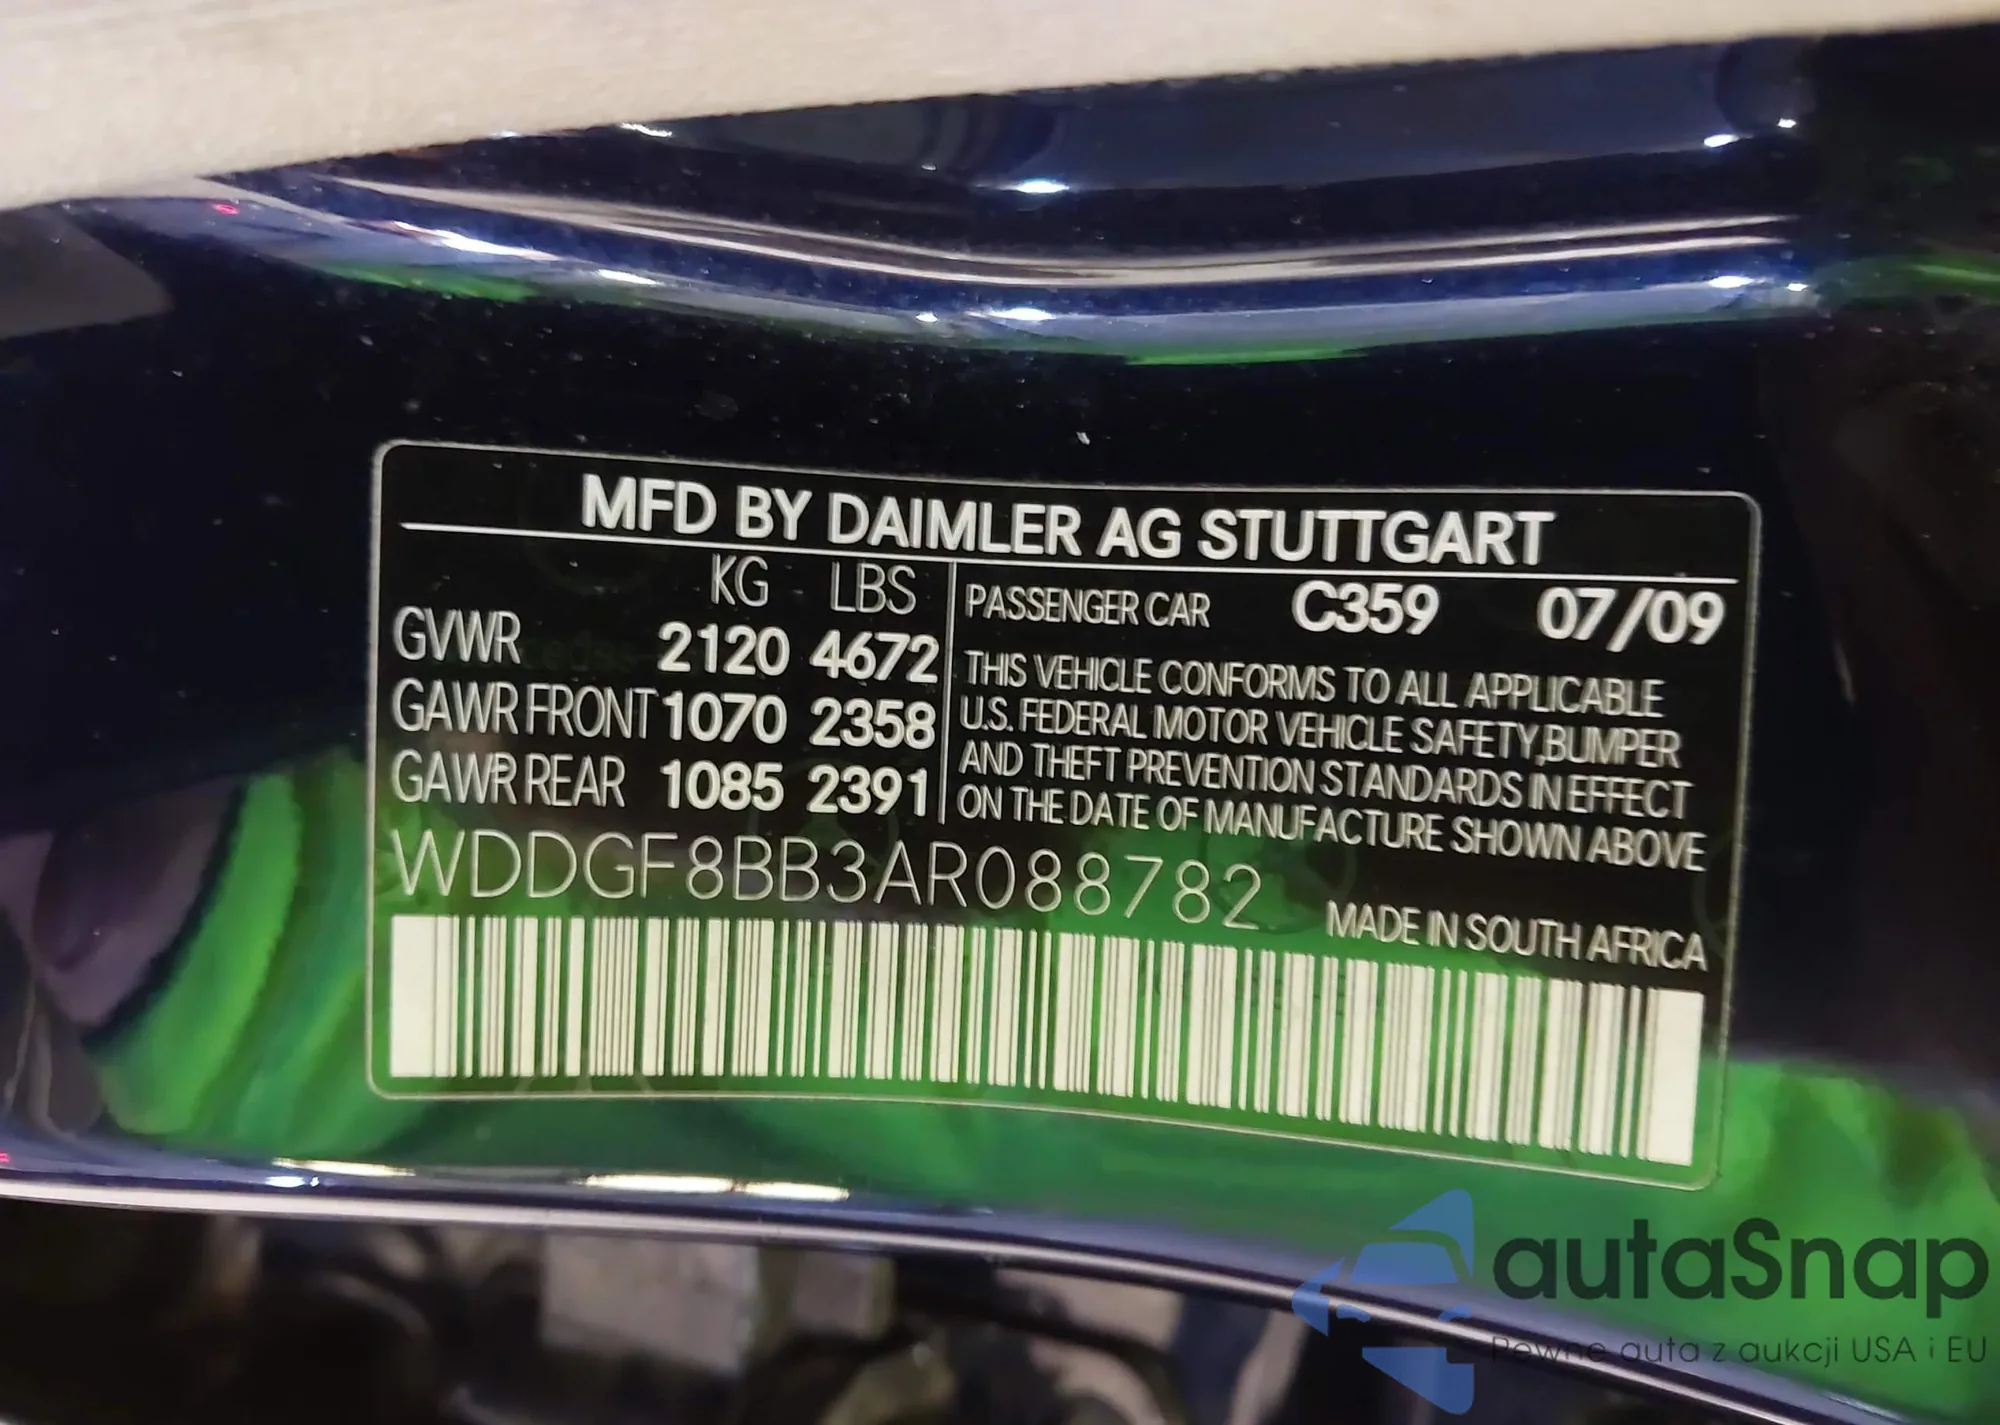 MFD BY DAIMLER AG STUTTGART
KG LBS
GVWR 2120 4672
GAWR FRONT 1070 2358
GAWR REAR 1085 2391
PASSENGER CAR C359 07/09
THIS VEHICLE CONFORMS TO ALL APPLICABLE
U.S. FEDERAL MOTOR VEHICLE SAFETY,BUMPER
AND THEFT PREVENTION STANDARDS IN EFFECT
ON THE DATE OF MANUFACTURE SHOWN ABOVE
WDDGF8BB3AR088782
MADE IN SOUTH AFRICA
autaSnap
Pewne auta z aukcji USA i EU